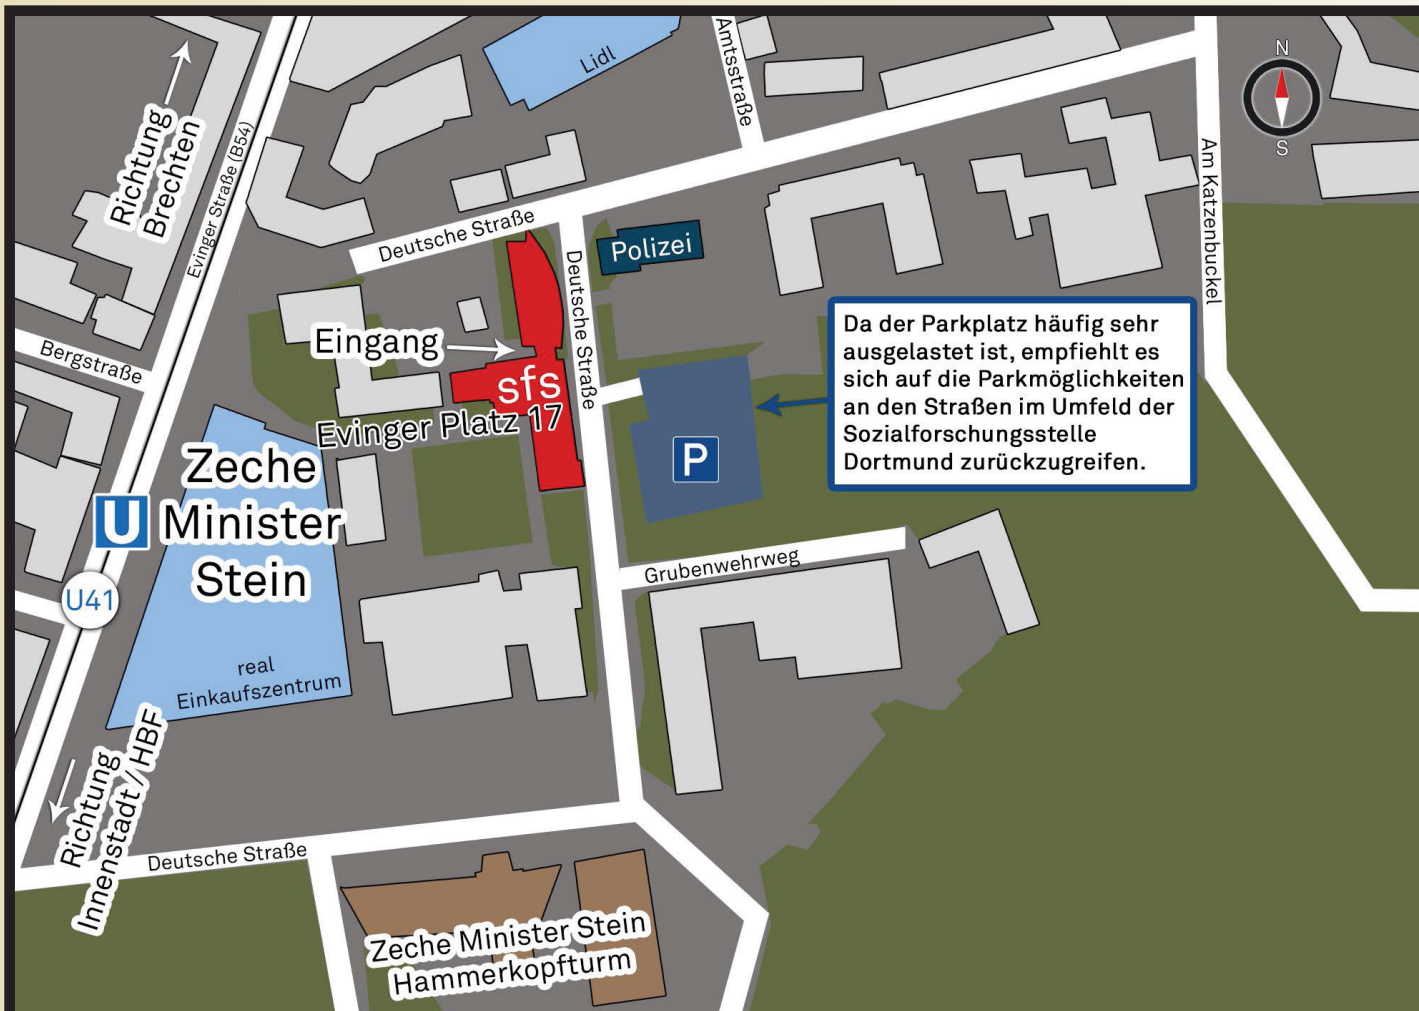 Lidl
Amtsstraße
N
S
Richtung
Brechten
Evinger Straße (B54)
Am Katzenbuckel
Deutsche Straße
Polizei
Deutsche Straße
Eingang
Bergstraße
sfs
Evinger Platz 17
Da der Parkplatz häufig sehr
ausgelastet ist, empfiehlt es
sich auf die Parkmöglichkeiten
an den Straßen im Umfeld der
Sozialforschungsstelle
Dortmund zurückzugreifen.
P
U
Zeche
Minister
Stein
U41
Grubenwehrweg
real
Einkaufszentrum
Richtung
Innenstadt / HBF
Deutsche Straße
Zeche Minister Stein
Hammerkopfturm